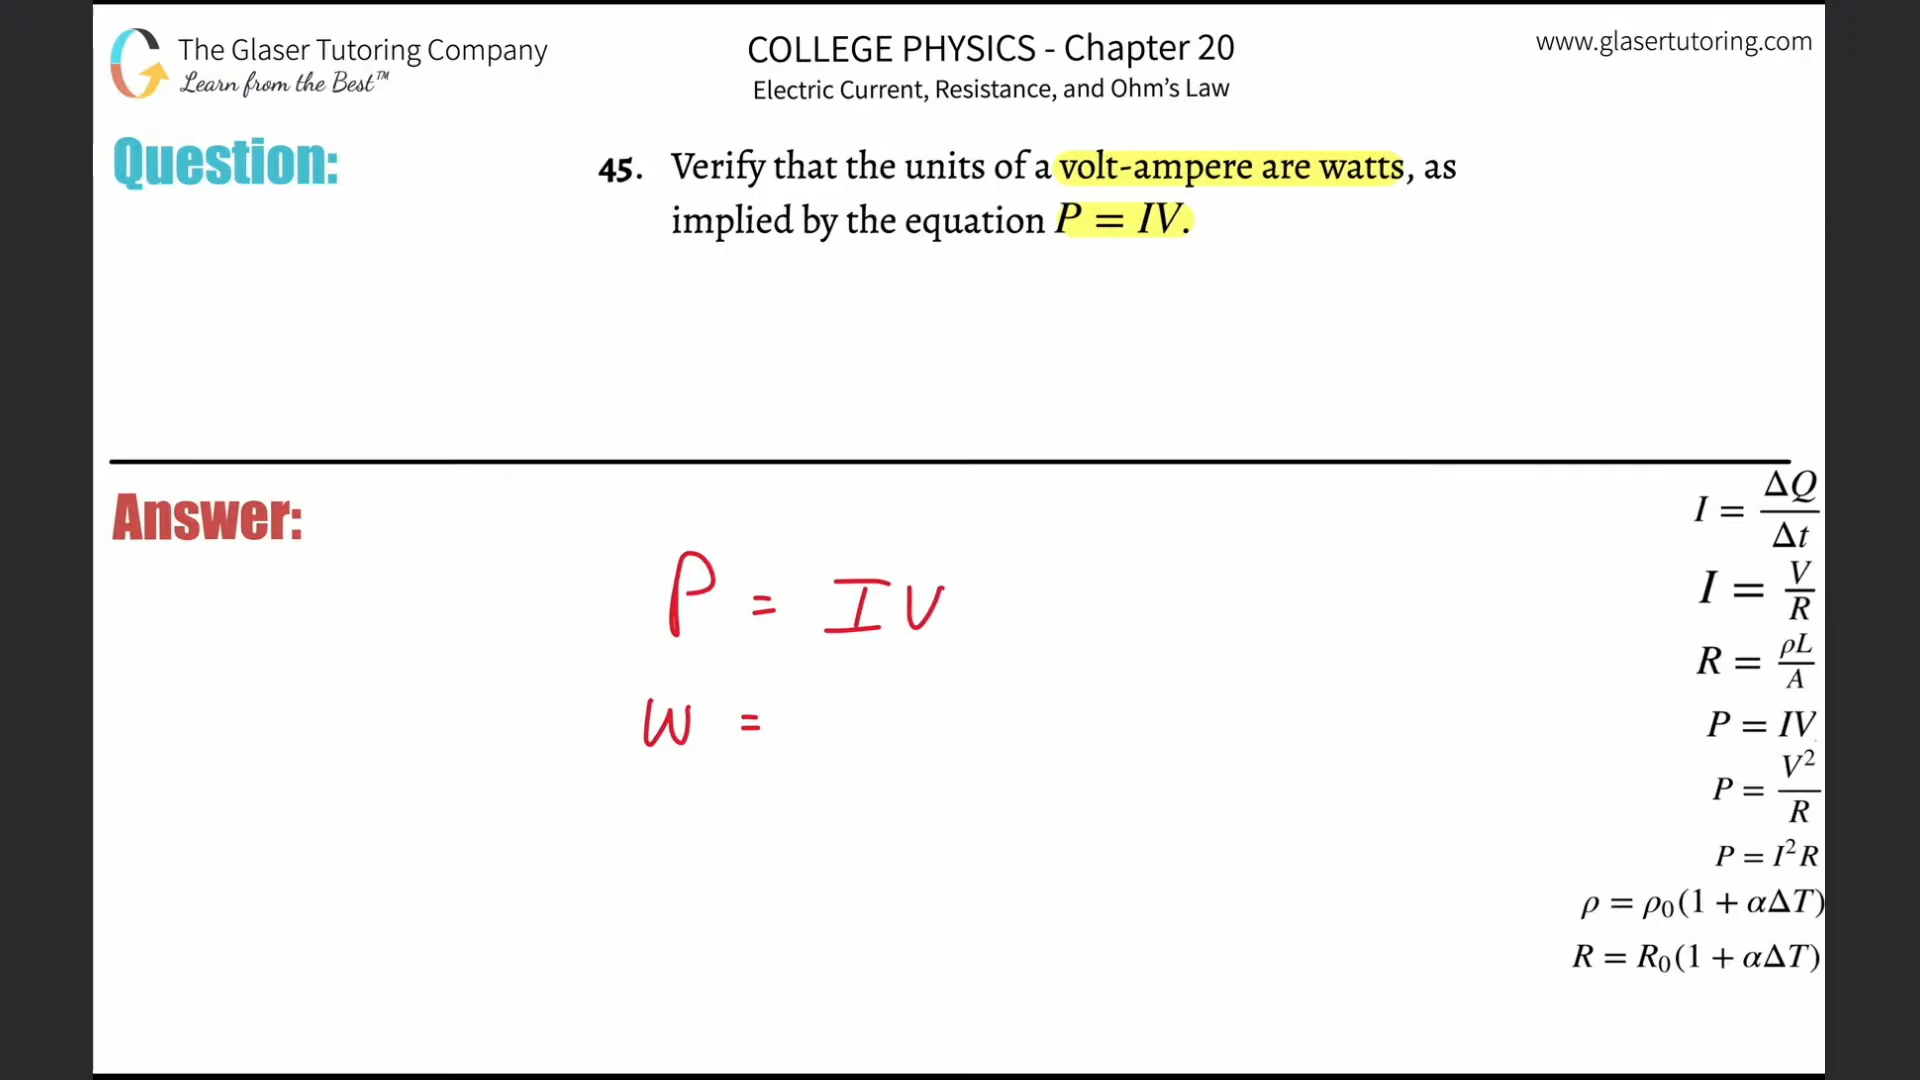 The Glaser Tutoring Company
Learn from the Best™
COLLEGE PHYSICS - Chapter 20
Electric Current, Resistance, and Ohm's Law
www.glasertutoring.com
Question:
45. Verify that the units of a volt-ampere are watts, as
implied by the equation P = IV.
Answer:
P = IV
W =
I = ΔQ/Δt
I = V/R
R = ρL/A
P = IV
P = V²/R
P = I²R
ρ = ρ₀(1 + αΔT)
R = R₀(1 + αΔT)